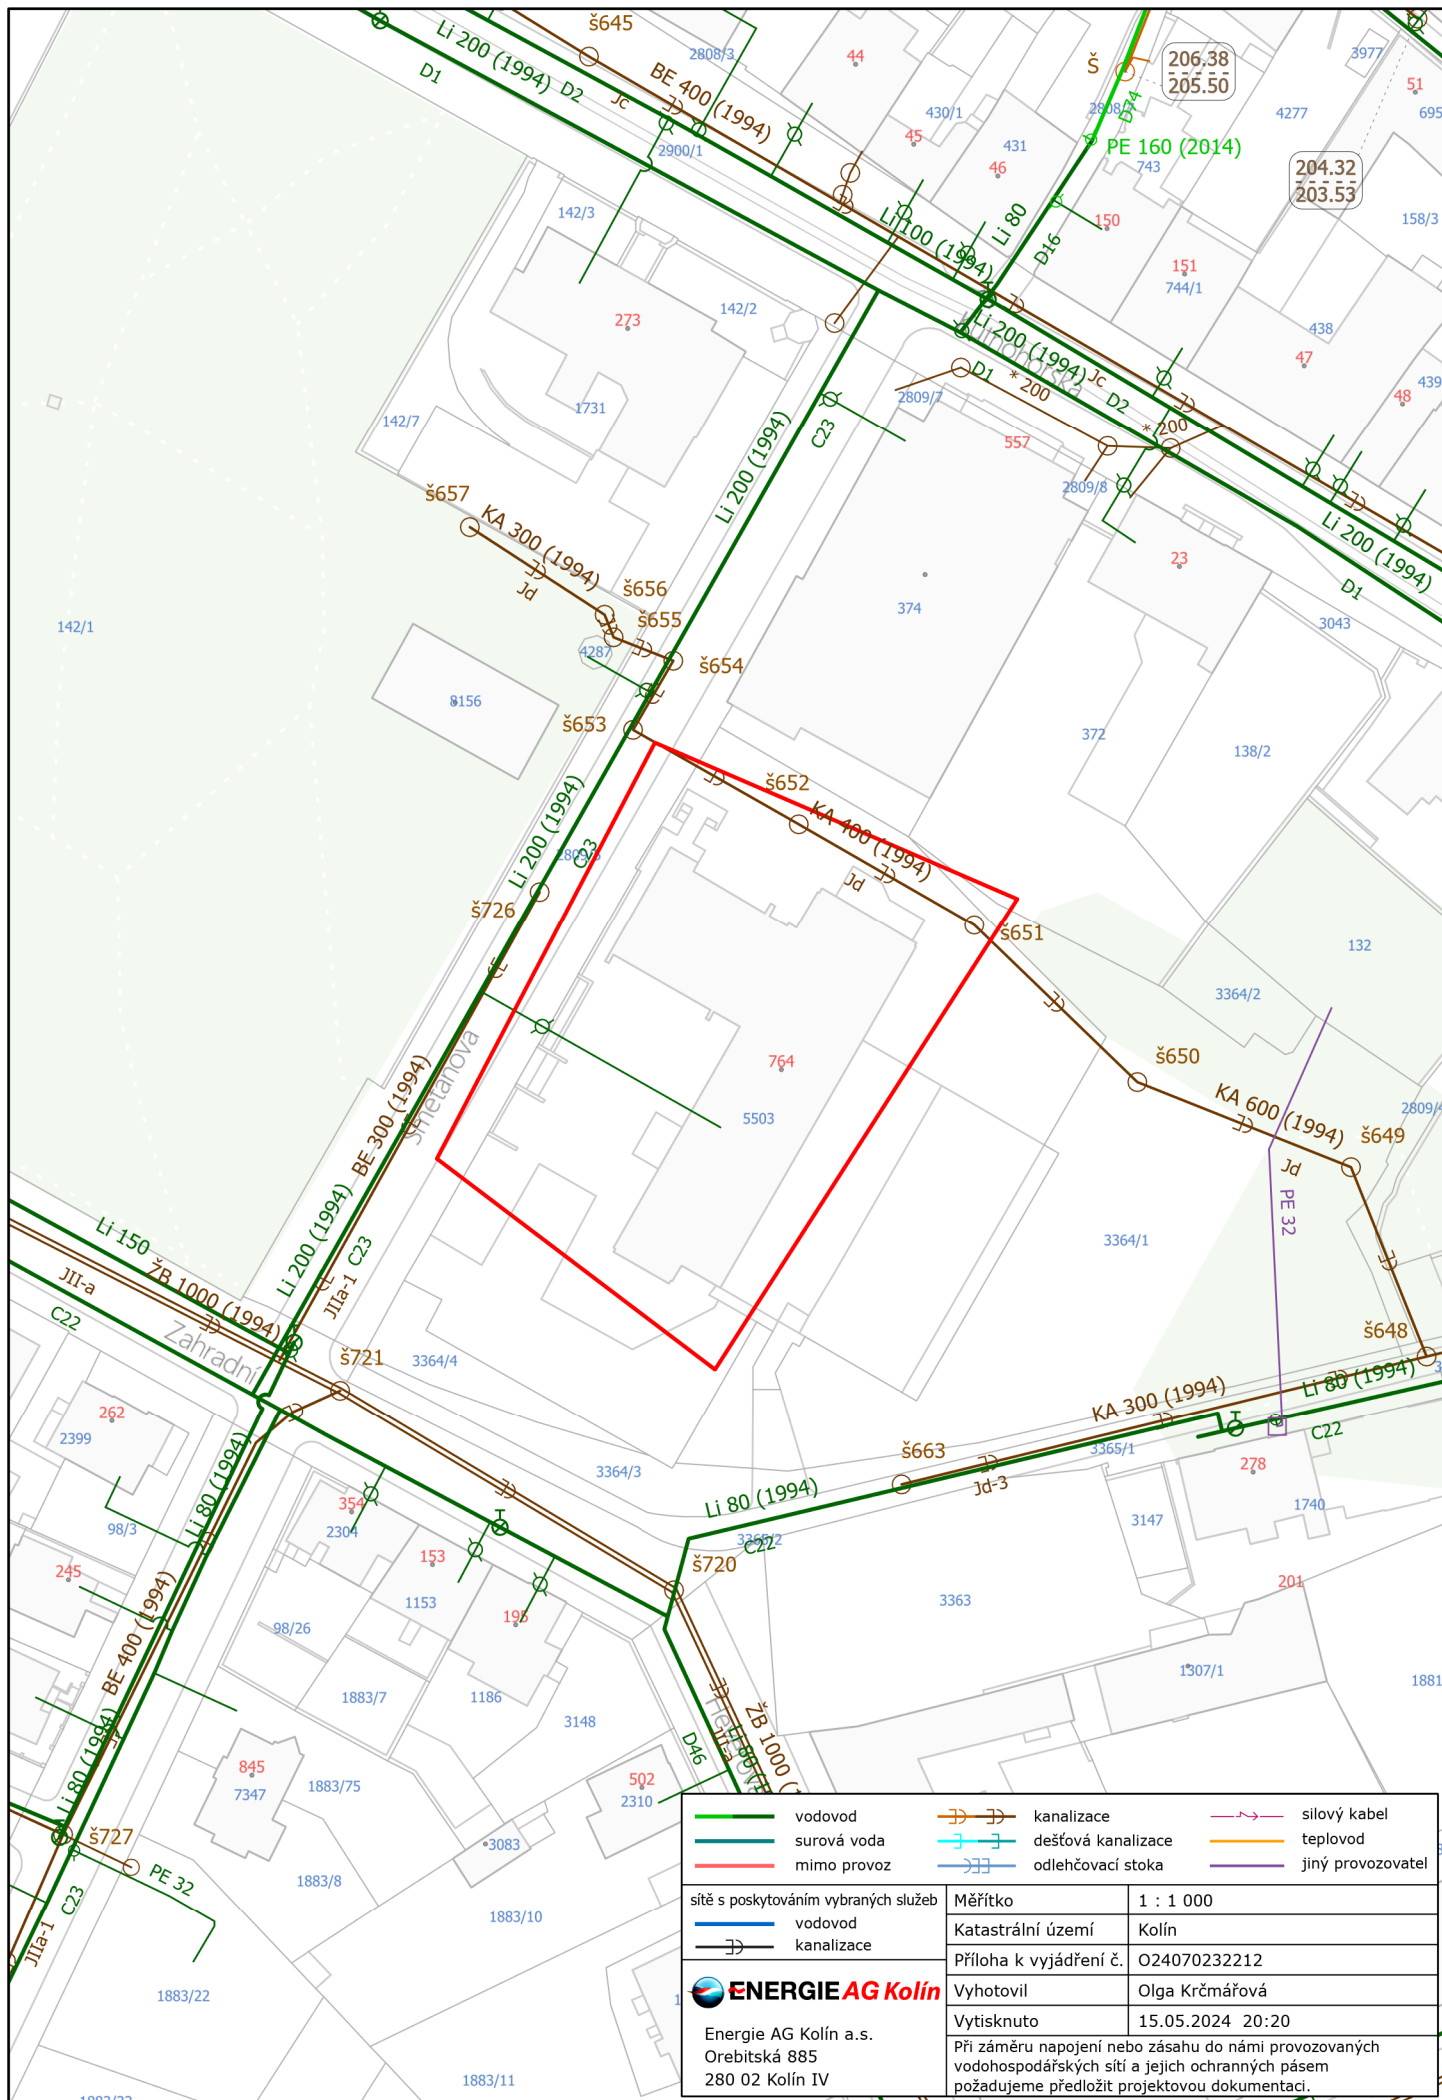 š645
Li 200 (1994)
D1
D2
Jc
BE 400 (1994)
2808/3
44
Š
206.38
205.50
3977
51
695
4277
D74
430/1
45
431
46
PE 160 (2014)
743
2900/1
204.32
203.53
158/3
142/3
Li 80
150
Li 100 (1994)
D16
151
744/1
142/2
273
438
47
Kutnohorská
Li 200 (1994)
D1
Jc
D2
* 200
439
48
142/7
1731
2809/7
C23
* 200
557
Li 200 (1994)
2809/8
š657
KA 300 (1994)
Jd
Li 200 (1994)
D1
23
š656
š655
374
142/1
3043
4287
š654
8156
š653
372
138/2
š652
Li 200 (1994)
C23
KA 400 (1994)
Jd
š726
š651
132
3364/2
Smetanova
764
š650
BE 300 (1994)
5503
KA 600 (1994)
š649
Jd
2809/4
PE 32
Li 150
Li 200 (1994)
C23
JII-a
ŽB 1000 (1994)
JIIa-1
3364/1
C22
Zahradní
š721
3364/4
š648
262
2399
KA 300 (1994)
Li 80 (1994)
C22
š663
3365/1
3364/3
278
Li 80 (1994)
354
Li 80 (1994)
Jd-3
98/3
2304
1740
3147
3365/2
C22
153
245
š720
201
1153
195
98/26
3363
BE 400 (1994)
1307/1
1883/7
1186
1881
3148
ŽB 1000
D46
JII-a
Li 80
845
7347
1883/75
502
2310
Li 80 (1994)
š727
3083
PE 32
C23
1883/8
1883/10
JIIa-1
1883/22
1883/11
vodovod
kanalizace
silový kabel
surová voda
dešťová kanalizace
teplovod
mimo provoz
odlehčovací stoka
jiný provozovatel
sítě s poskytováním vybraných služeb
vodovod
kanalizace
Měřítko 1 : 1 000
Katastrální území Kolín
Příloha k vyjádření č. O24070232212
Vyhotovil Olga Krčmářová
Vytisknuto 15.05.2024 20:20
ENERGIE AG Kolín
Energie AG Kolín a.s.
Orebitská 885
280 02 Kolín IV
Při záměru napojení nebo zásahu do námi provozovaných
vodohospodářských sítí a jejich ochranných pásem
požadujeme předložit projektovou dokumentaci.